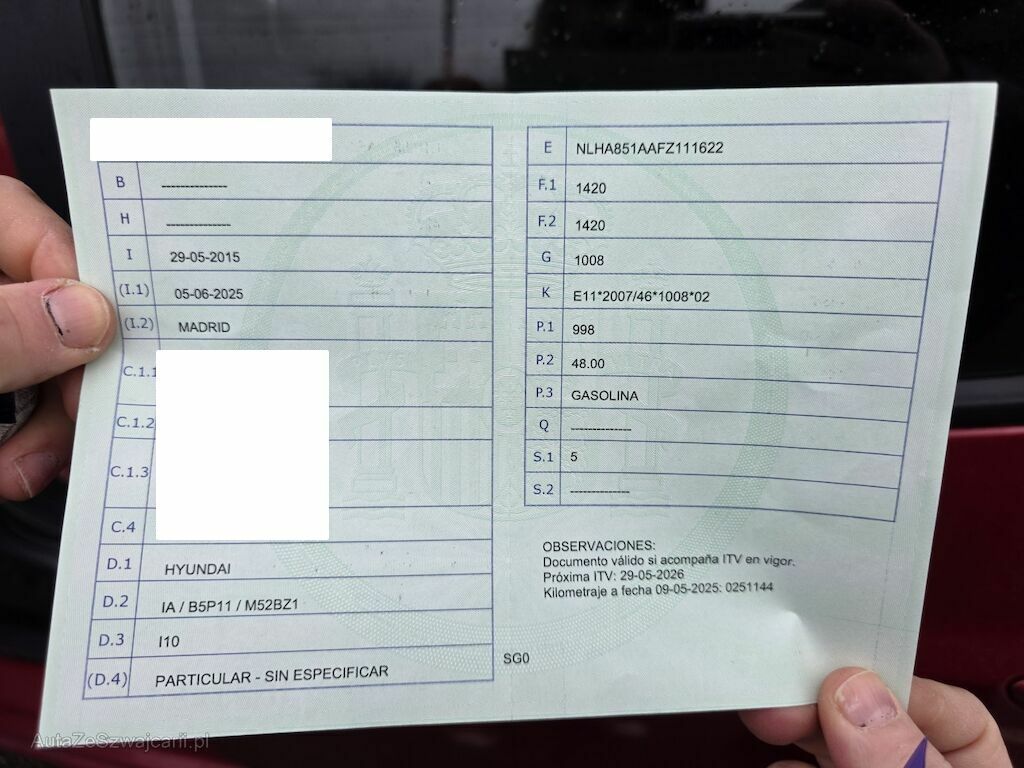 B --------------
H --------------
I 29-05-2015
(I.1) 05-06-2025
(I.2) MADRID
C.1.1
C.1.2
C.1.3
C.4
D.1 HYUNDAI
D.2 IA / B5P11 / M52BZ1
D.3 I10
(D.4) PARTICULAR - SIN ESPECIFICAR
E NLHA851AAFZ111622
F.1 1420
F.2 1420
G 1008
K E11*2007/46*1008*02
P.1 998
P.2 48.00
P.3 GASOLINA
Q --------------
S.1 5
S.2 --------------
OBSERVACIONES:
Documento válido si acompaña ITV en vigor.
Próxima ITV: 29-05-2026
Kilometraje a fecha 09-05-2025: 0251144
SG0
AutaZeSzwajcarii.pl